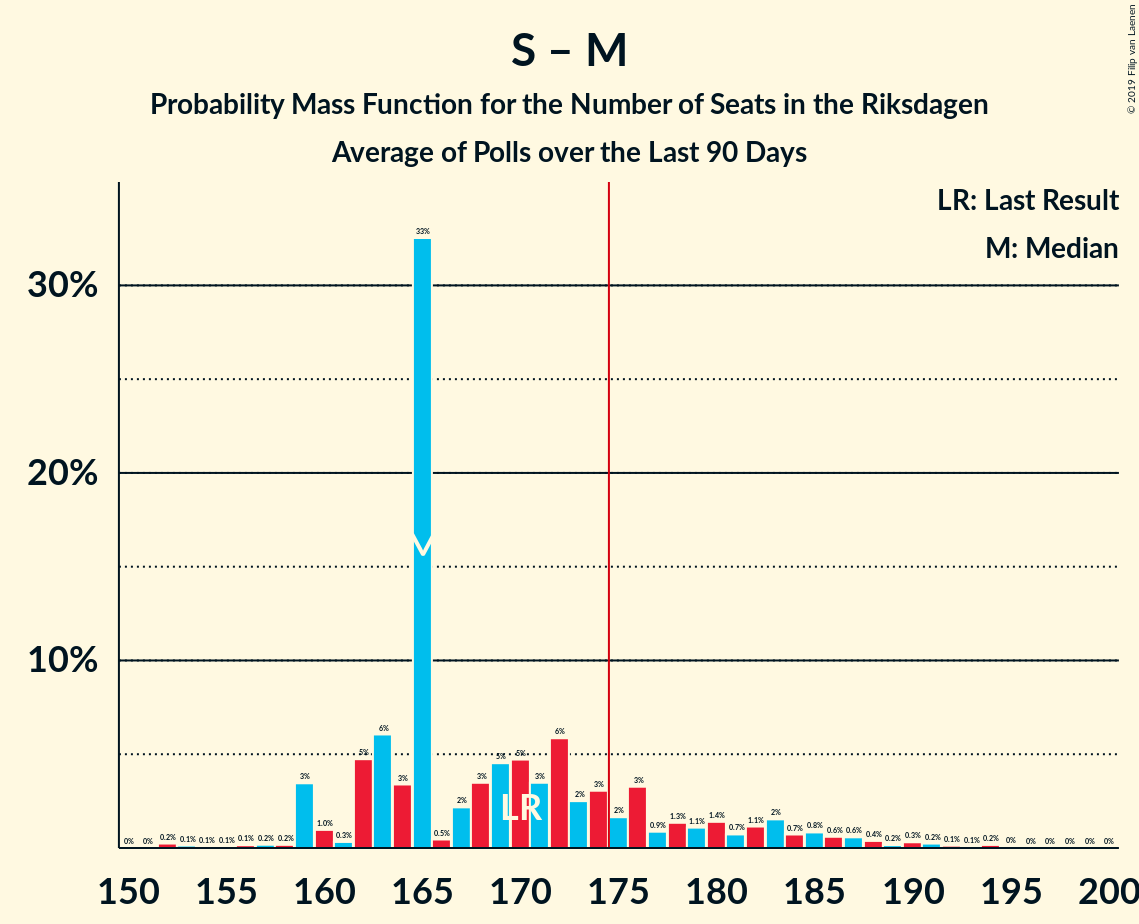 S – M
Probability Mass Function for the Number of Seats in the Riksdagen
Average of Polls over the Last 90 Days
© 2019 Filip van Laenen
LR: Last Result
M: Median
30%
20%
10%
0% 0% 0.2% 0.1% 0.1% 0.1% 0.1% 0.2% 0.2% 3% 1.0% 0.3% 5% 6% 3% 33% 0.5% 2% 3% 5% 5% 3% 6% 2% 3% 2% 3% 0.9% 1.3% 1.1% 1.4% 0.7% 1.1% 2% 0.7% 0.8% 0.6% 0.6% 0.4% 0.2% 0.3% 0.2% 0.1% 0.1% 0.2% 0% 0% 0% 0% 0% 0%
M
LR
150 155 160 165 170 175 180 185 190 195 200